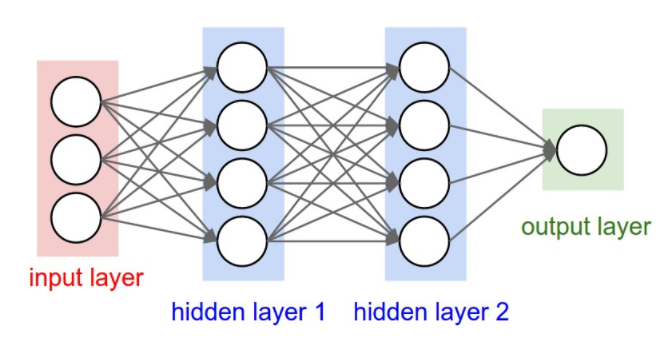 input layer
hidden layer 1
hidden layer 2
output layer